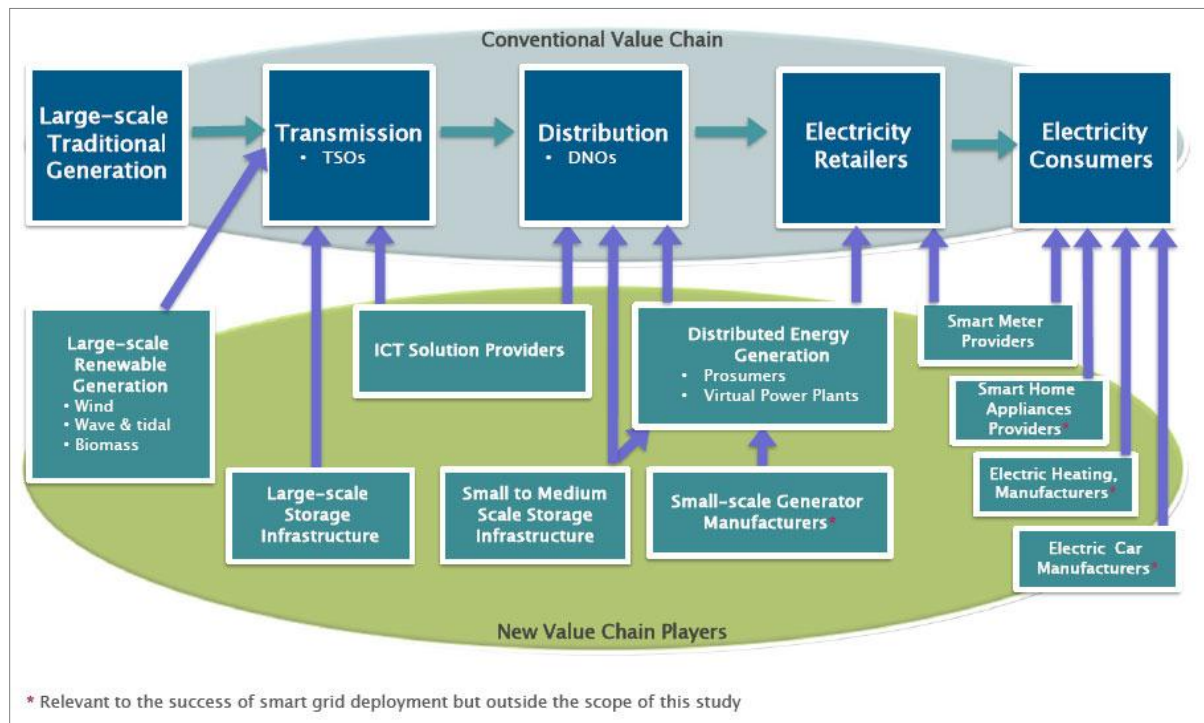 Conventional Value Chain
Large-scale
Traditional
Generation
Transmission
• TSOs
Distribution
• DNOs
Electricity
Retailers
Electricity
Consumers
Large-scale
Renewable
Generation
• Wind
• Wave & tidal
• Biomass
ICT Solution Providers
Distributed Energy
Generation
• Prosumers
• Virtual Power Plants
Smart Meter
Providers
Smart Home
Appliances
Providers*
Large-scale
Storage
Infrastructure
Small to Medium
Scale Storage
Infrastructure
Small-scale Generator
Manufacturers*
Electric Heating,
Manufacturers*
Electric Car
Manufacturers*
New Value Chain Players
* Relevant to the success of smart grid deployment but outside the scope of this study